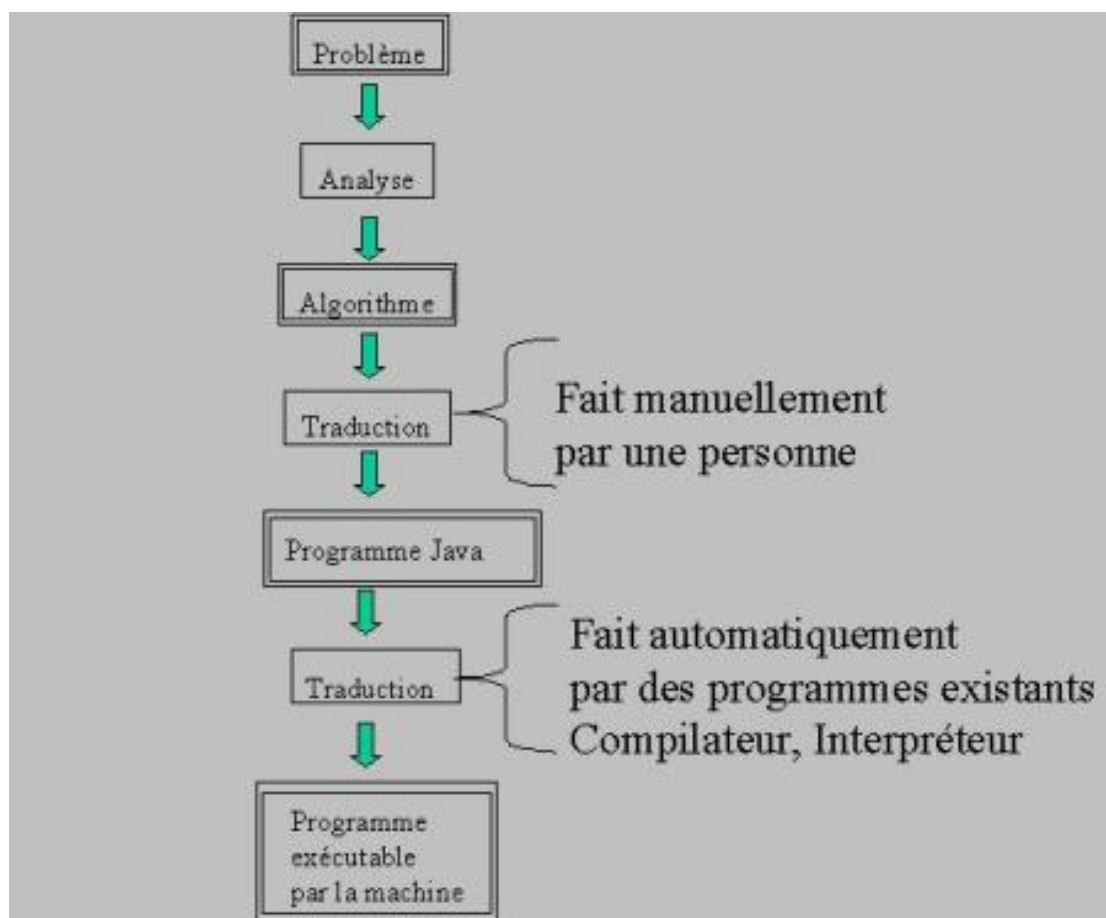 Problème
Analyse
Algorithme
Traduction
Fait manuellement
par une personne
Programme Java
Traduction
Fait automatiquement
par des programmes existants
Compilateur, Interpréteur
Programme
exécutable
par la machine